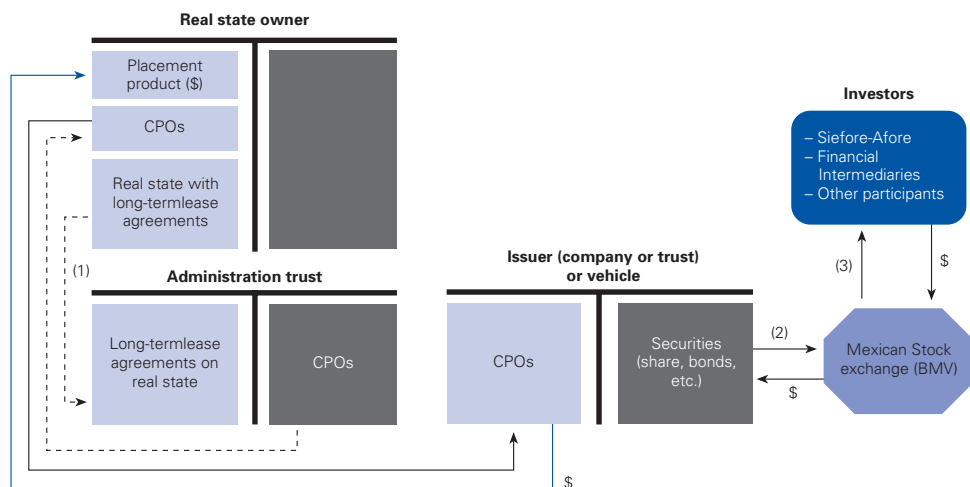 Real state owner
Placement
product ($)
CPOs
Real state with
long-termlease
agreements
(1)
Administration trust
Long-termlease
agreements on
real state
CPOs
Issuer (company or trust)
or vehicle
CPOs
Securities
(share, bonds,
etc.)
$
(2)
$
Investors
– Siefore-Afore
– Financial
Intermediaries
– Other participants
(3)
$
Mexican Stock
exchange (BMV)